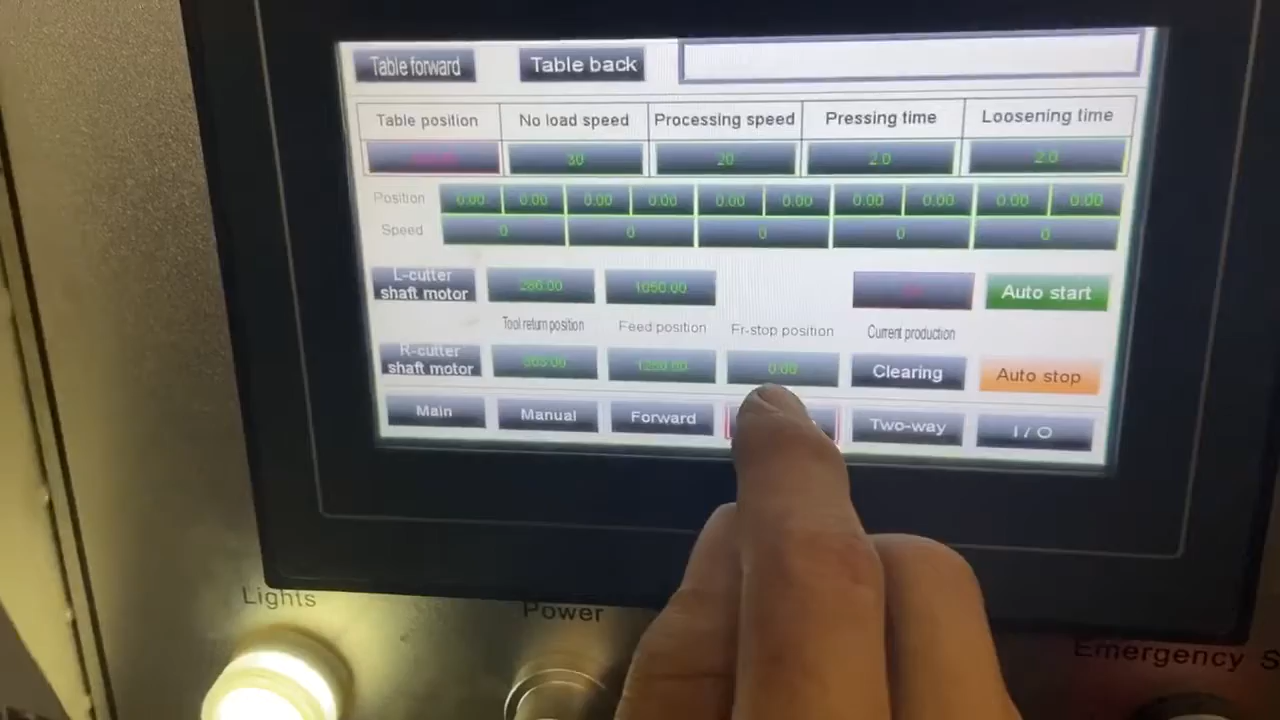 Table forward Table back
Table position No load speed Processing speed Pressing time Loosening time
30 20 2.0 2.0
Position 0.00 0.00 0.00 0.00 0.00 0.00 0.00 0.00 0.00 0.00
Speed 0 0 0 0 0
L-cutter shaft motor 286.00 1050.00 Auto start
Tool return position Feed position Fr-stop position Current production
R-cutter shaft motor 0.00 Clearing Auto stop
Main Manual Forward Two-way I / O
Lights Power Emergency S